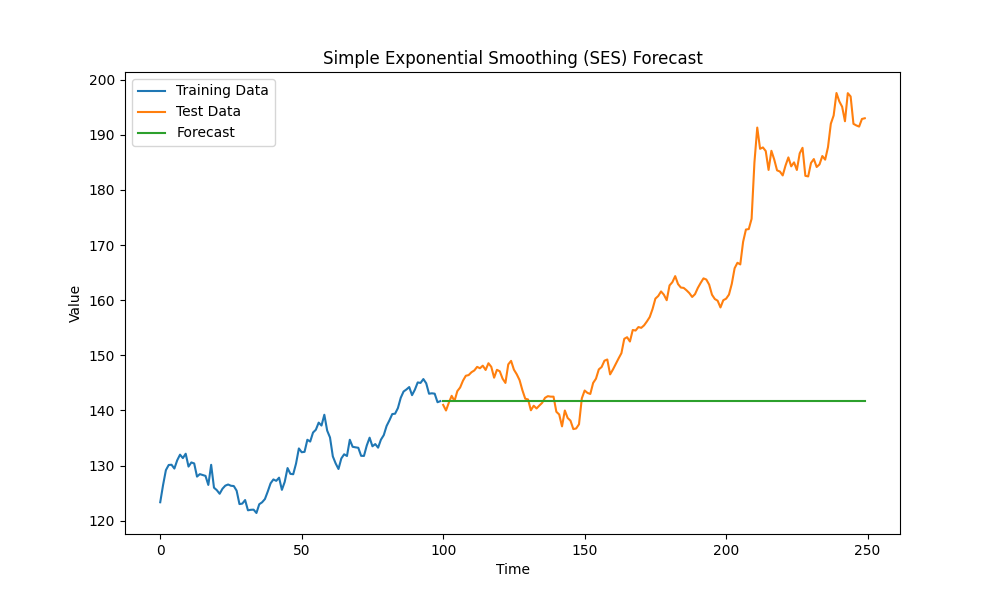 Simple Exponential Smoothing (SES) Forecast
Training Data
Test Data
Forecast
200
190
180
170
160
150
140
130
120
Value
0 50 100 150 200 250
Time